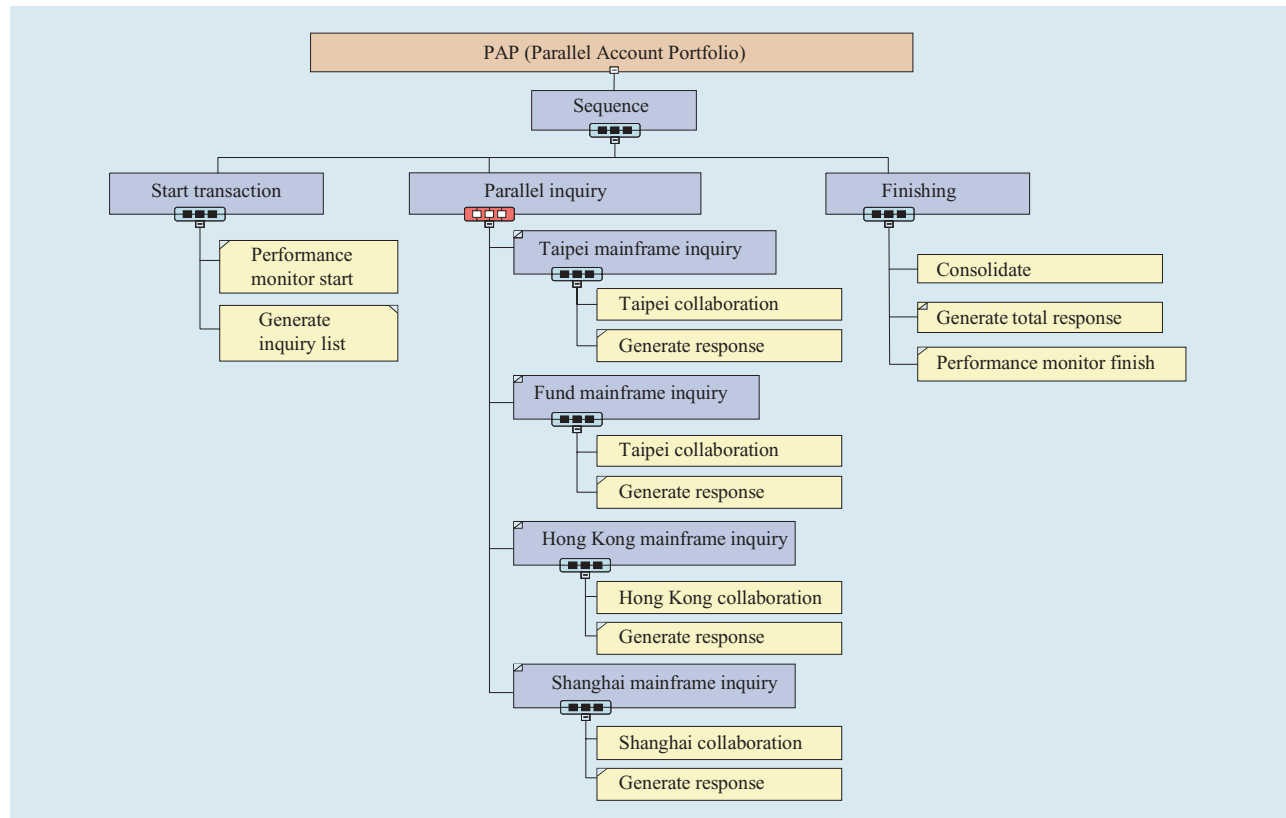 PAP (Parallel Account Portfolio)
Sequence
Start transaction
Performance
monitor start
Generate
inquiry list
Parallel inquiry
Taipei mainframe inquiry
Taipei collaboration
Generate response
Fund mainframe inquiry
Taipei collaboration
Generate response
Hong Kong mainframe inquiry
Hong Kong collaboration
Generate response
Shanghai mainframe inquiry
Shanghai collaboration
Generate response
Finishing
Consolidate
Generate total response
Performance monitor finish